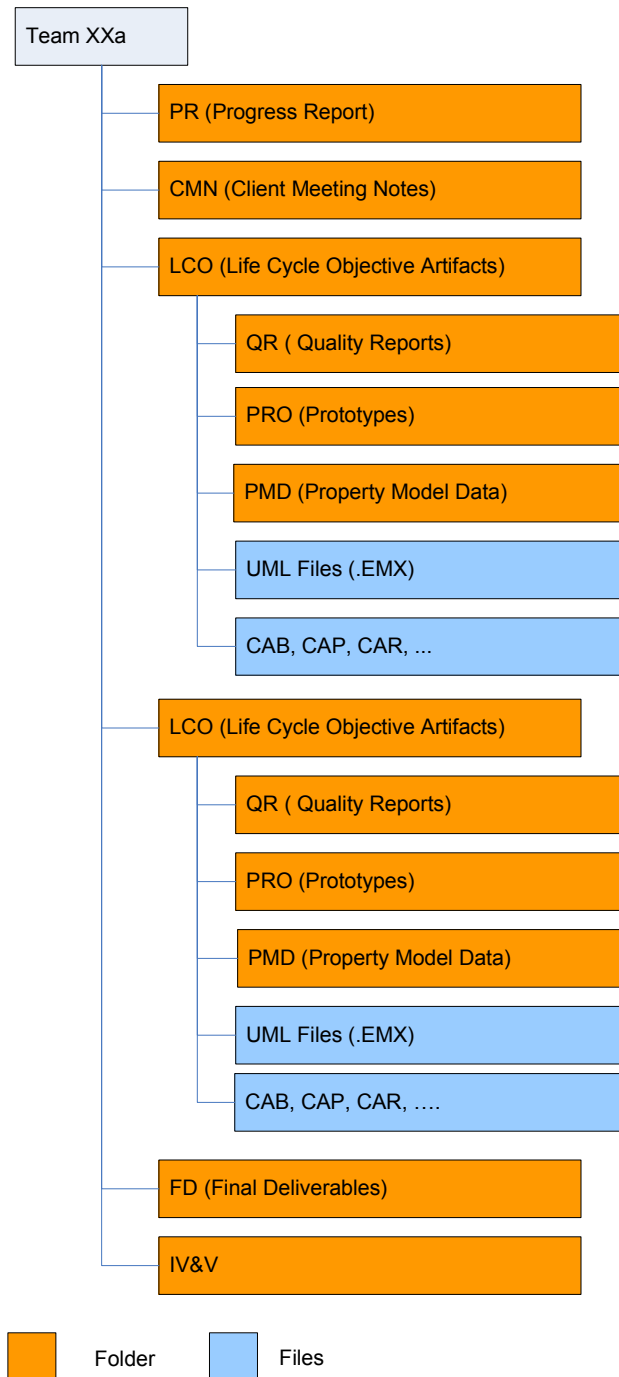 Team XXa
PR (Progress Report)
CMN (Client Meeting Notes)
LCO (Life Cycle Objective Artifacts)
QR ( Quality Reports)
PRO (Prototypes)
PMD (Property Model Data)
UML Files (.EMX)
CAB, CAP, CAR, ...
LCO (Life Cycle Objective Artifacts)
QR ( Quality Reports)
PRO (Prototypes)
PMD (Property Model Data)
UML Files (.EMX)
CAB, CAP, CAR, ....
FD (Final Deliverables)
IV&V
Folder
Files